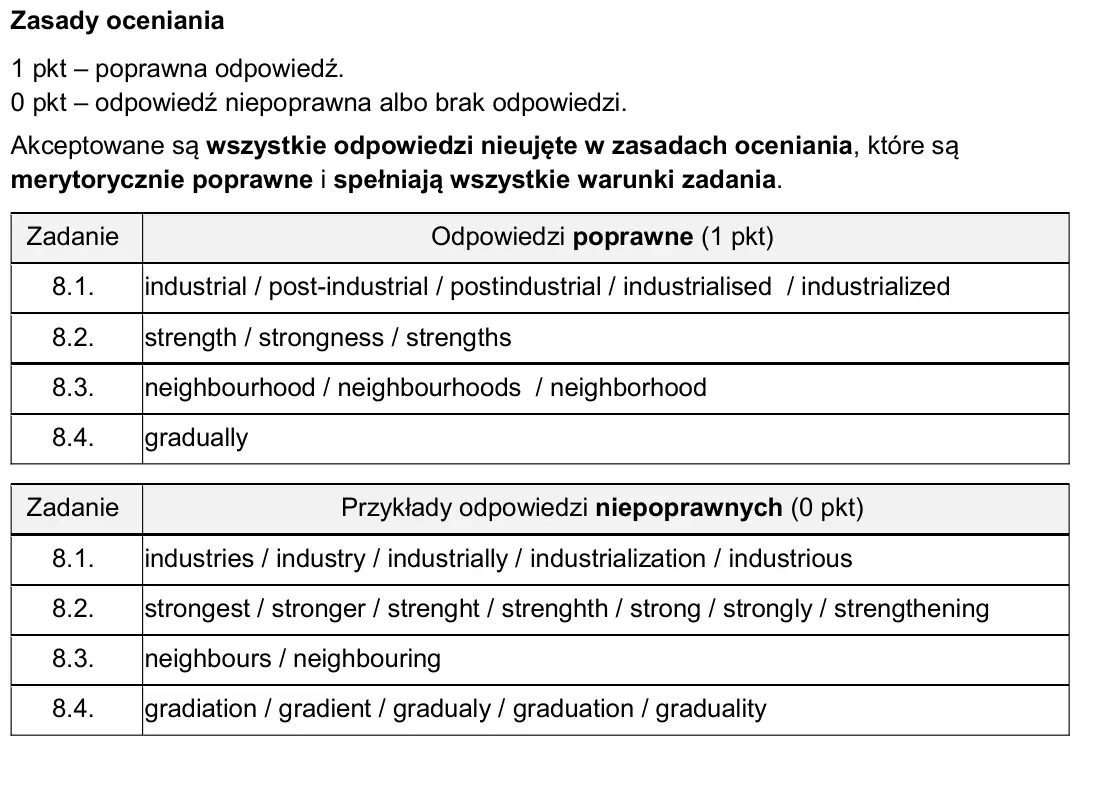 Zasady oceniania
1 pkt – poprawna odpowiedź.
0 pkt – odpowiedź niepoprawna albo brak odpowiedzi.
Akceptowane są wszystkie odpowiedzi nieujęte w zasadach oceniania, które są
merytorycznie poprawne i spełniają wszystkie warunki zadania.
Zadanie Odpowiedzi poprawne (1 pkt)
8.1. industrial / post-industrial / postindustrial / industrialised / industrialized
8.2. strength / strongness / strengths
8.3. neighbourhood / neighbourhoods / neighborhood
8.4. gradually
Zadanie Przykłady odpowiedzi niepoprawnych (0 pkt)
8.1. industries / industry / industrially / industrialization / industrious
8.2. strongest / stronger / strenght / strenghth / strong / strongly / strengthening
8.3. neighbours / neighbouring
8.4. gradiation / gradient / gradualy / graduation / graduality